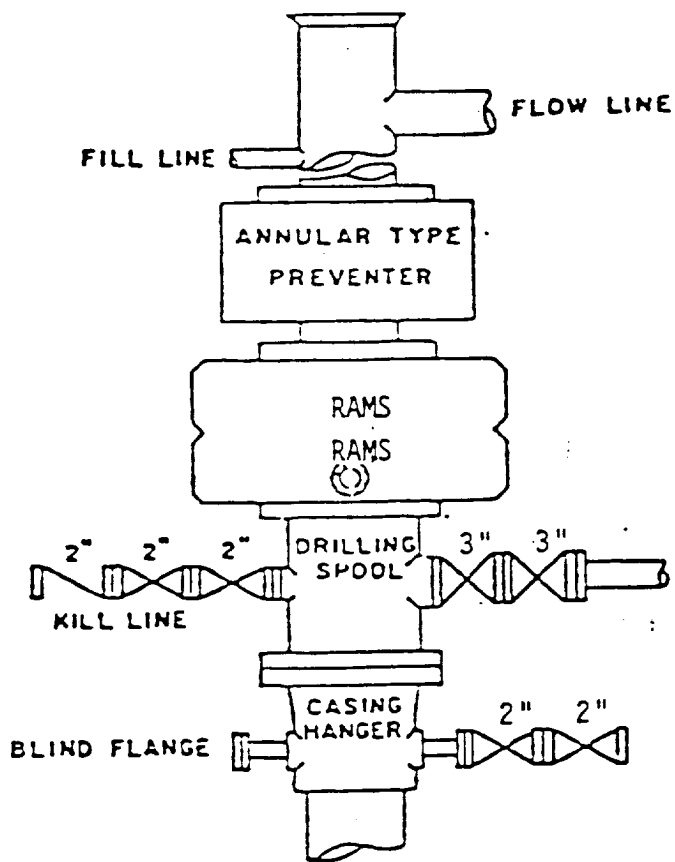 FLOW LINE
FILL LINE
ANNULAR TYPE
PREVENTER
RAMS
RAMS
2" 2" 2"
DRILLING
SPOOL
3" 3"
KILL LINE
CASING
HANGER
2" 2"
BLIND FLANGE